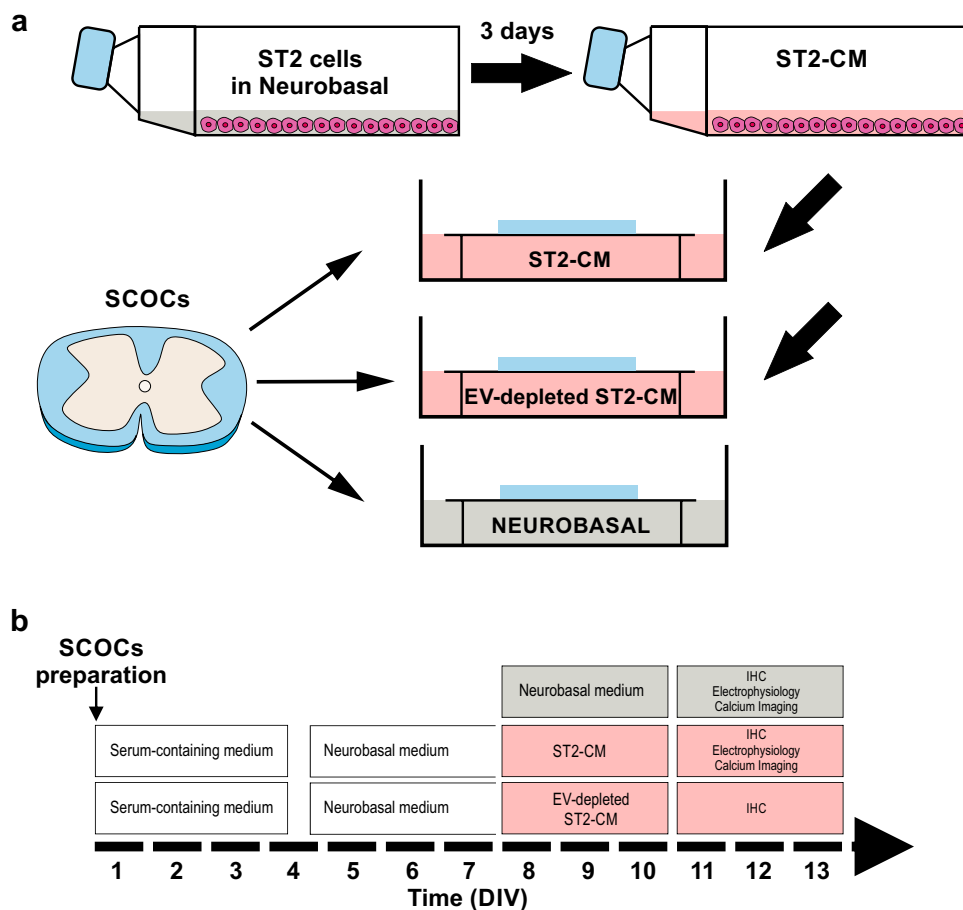 a
ST2 cells
in Neurobasal
3 days
ST2-CM
ST2-CM
SCOCs
EV-depleted ST2-CM
NEUROBASAL
b
SCOCs
preparation
Neurobasal medium
IHC
Electrophysiology
Calcium Imaging
Serum-containing medium
Neurobasal medium
ST2-CM
IHC
Electrophysiology
Calcium Imaging
Serum-containing medium
Neurobasal medium
EV-depleted
ST2-CM
IHC
1 2 3 4 5 6 7 8 9 10 11 12 13
Time (DIV)